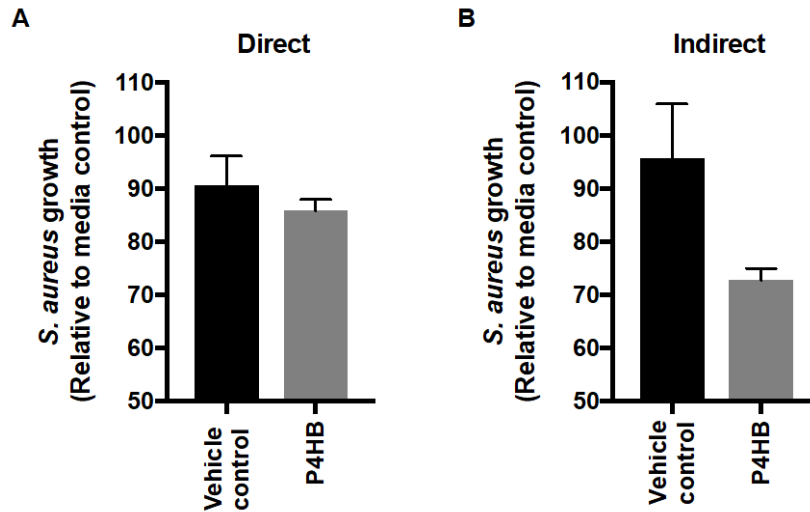 A
Direct
S. aureus growth
(Relative to media control)
110
100
90
80
70
60
50
Vehicle
control
P4HB
B
Indirect
S. aureus growth
(Relative to media control)
110
100
90
80
70
60
50
Vehicle
control
P4HB